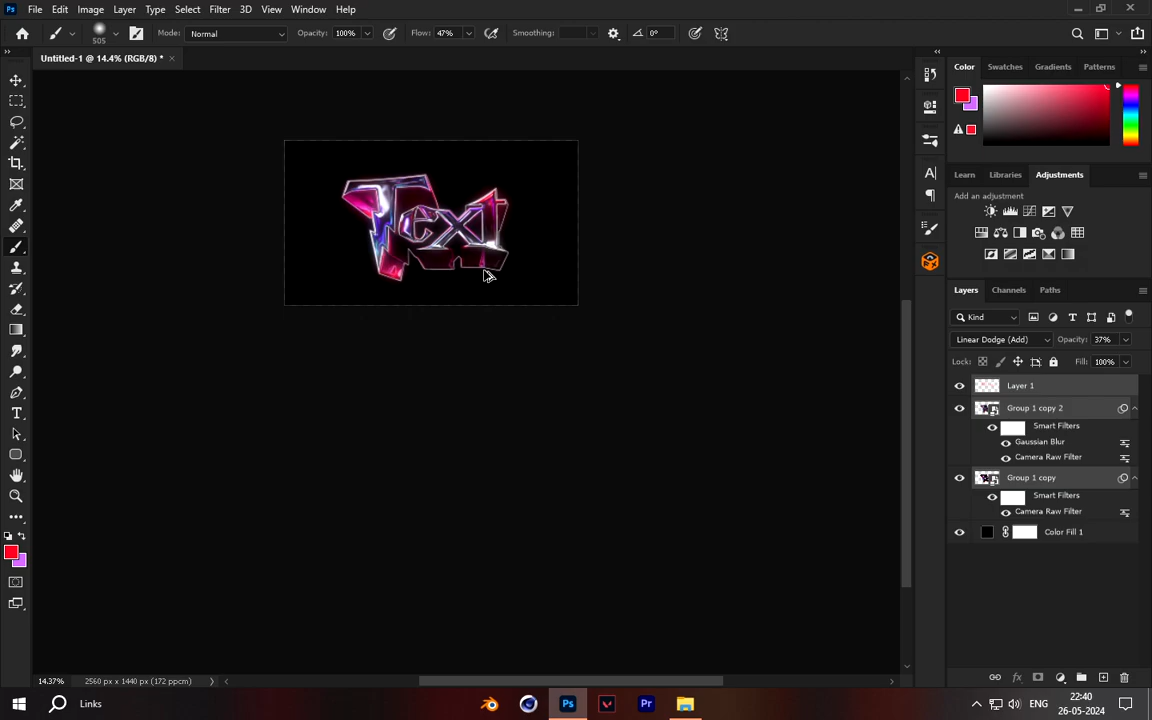 Ps File Edit Image Layer Type Select Filter 3D View Window Help
505 Mode: Normal Opacity: 100% Flow: 47% Smoothing: 0°
Untitled-1 @ 14.4% (RGB/8) *
Color Swatches Gradients Patterns
Learn Libraries Adjustments
Add an adjustment
Text
Layers Channels Paths
Kind
Linear Dodge (Add) Opacity: 37%
Lock: Fill: 100%
Layer 1
Group 1 copy 2
Smart Filters
Gaussian Blur
Camera Raw Filter
Group 1 copy
Smart Filters
Camera Raw Filter
Color Fill 1
14.37% 2560 px x 1440 px (172 ppcm)
Links Ps Pr ENG 22:40
26-05-2024